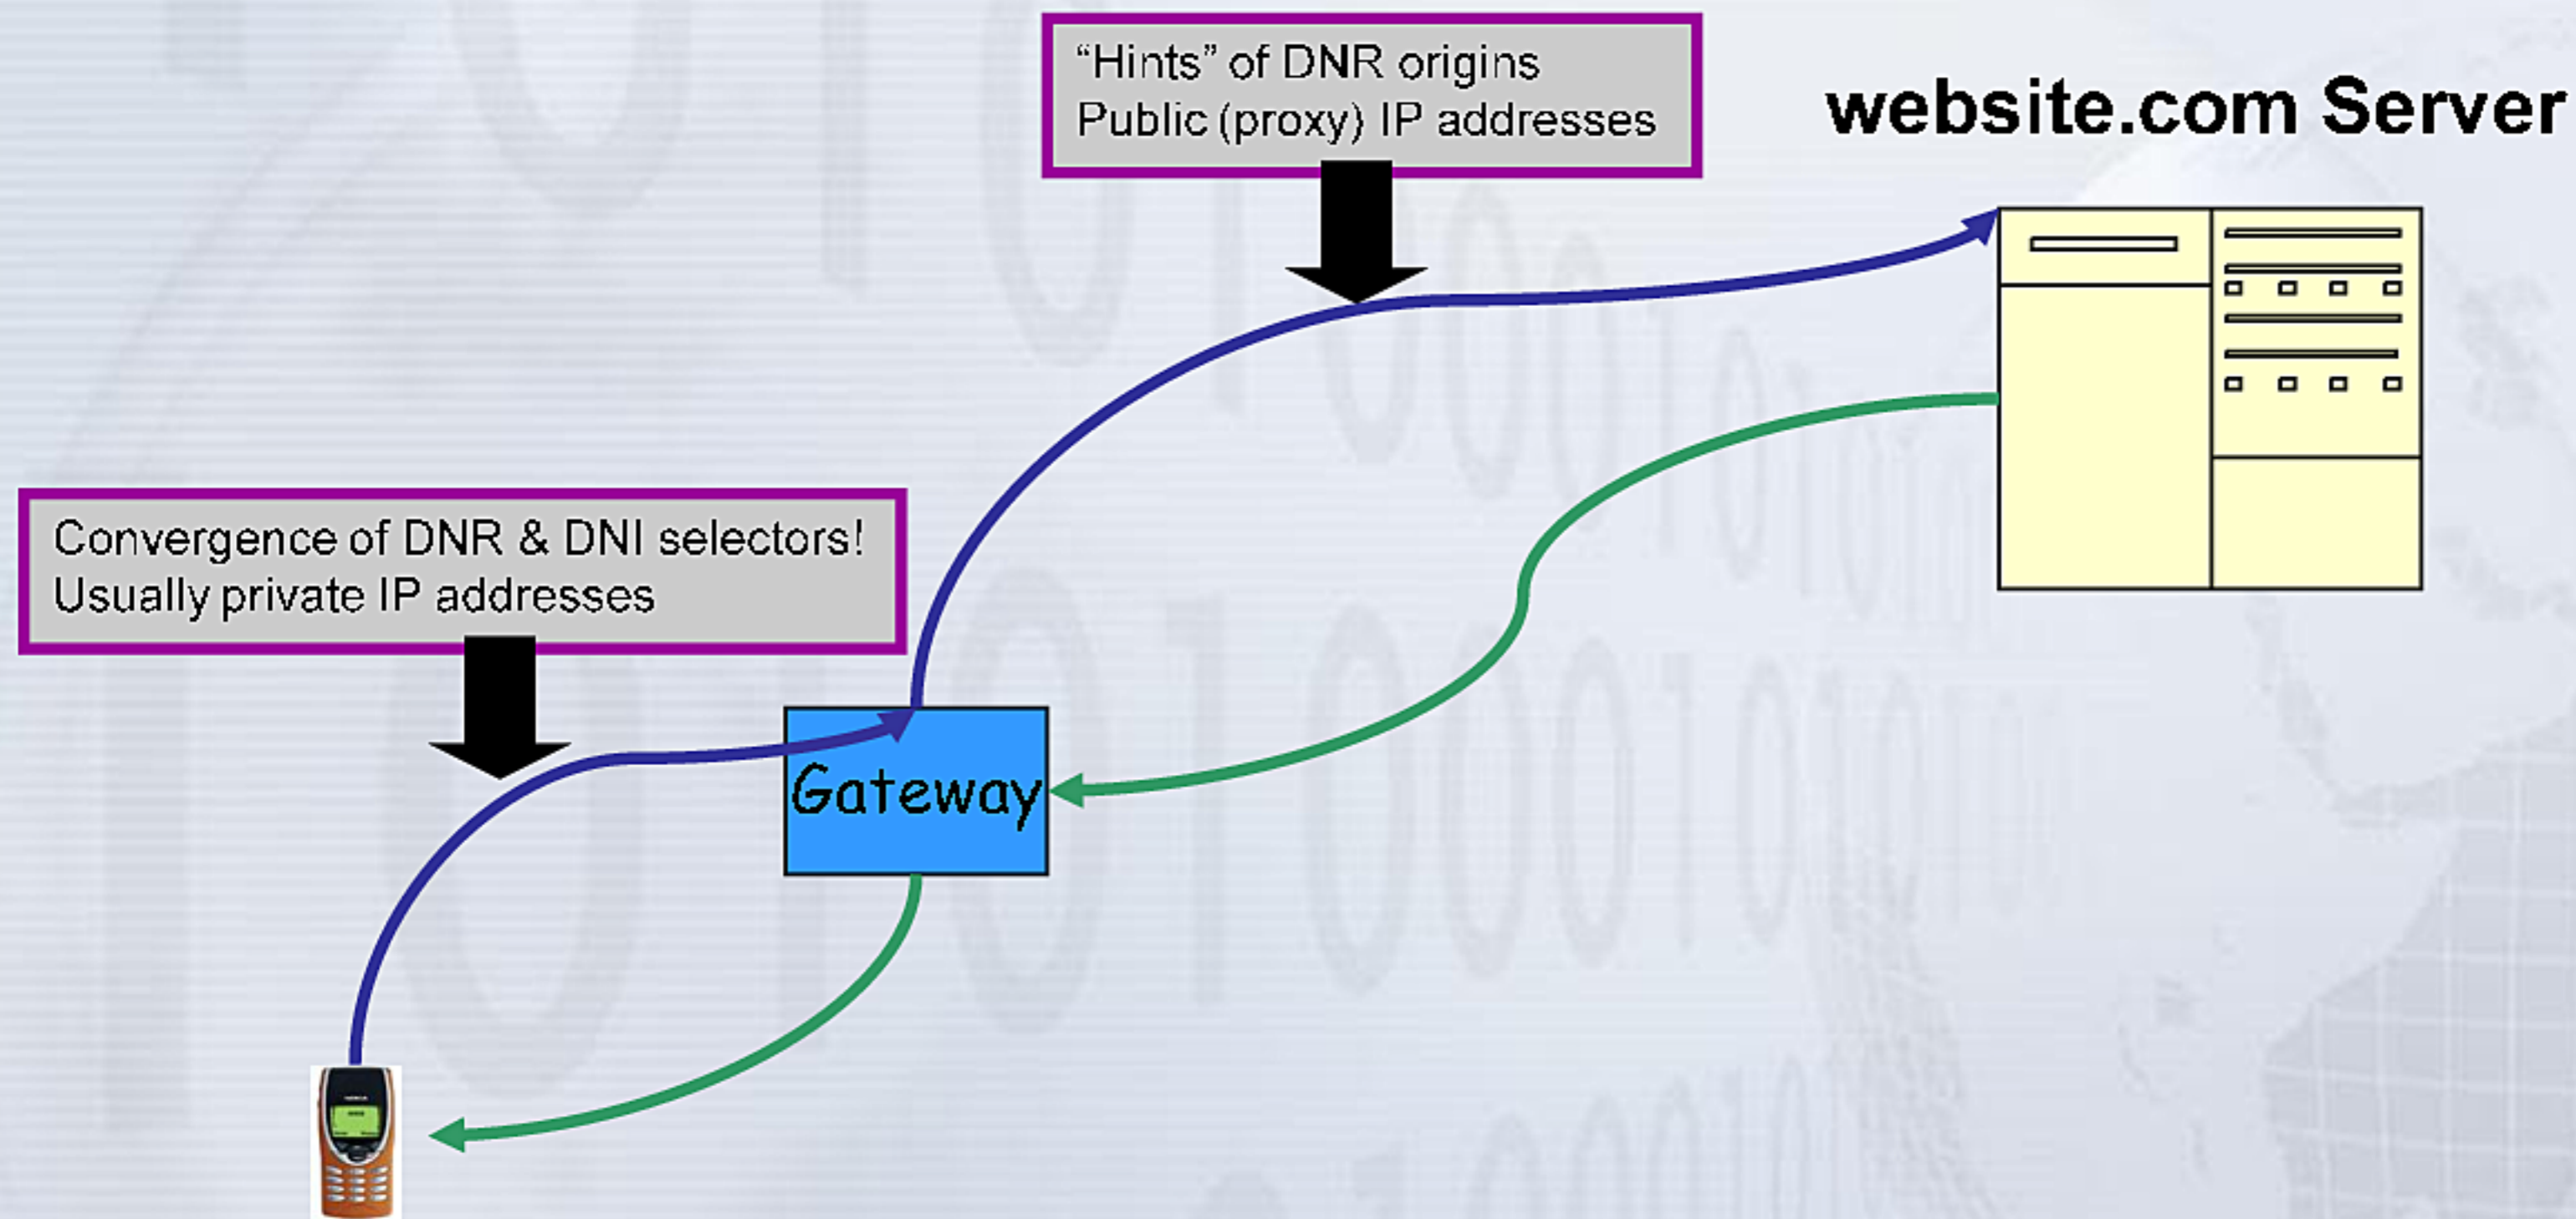 “Hints” of DNR origins
Public (proxy) IP addresses
website.com Server
Convergence of DNR & DNI selectors!
Usually private IP addresses
Gateway